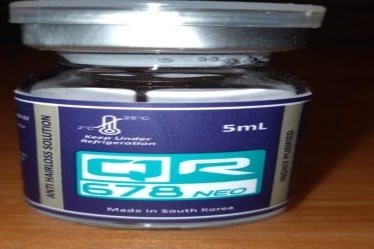 25°C
2°C
Keep Under
Refrigeration
5mL
ANTI HAIRLOSS SOLUTION
QR
678 NEO
HIGHLY PURIFIED
Made in South Korea